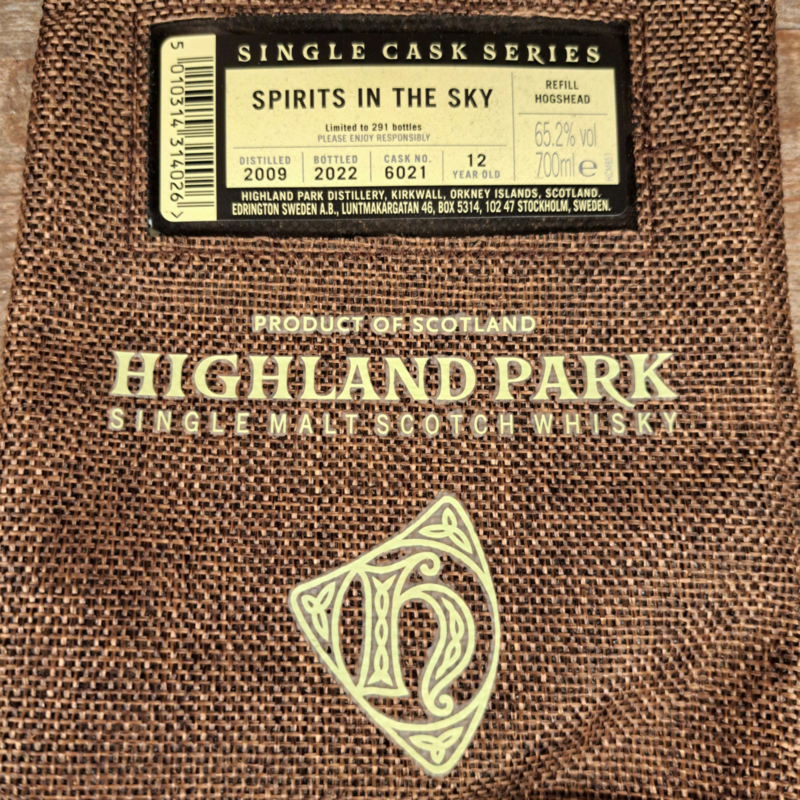 SINGLE CASK SERIES
SPIRITS IN THE SKY
REFILL
HOGSHEAD
Limited to 291 bottles
PLEASE ENJOY RESPONSIBLY
65.2% vol
700ml e
DISTILLED
2009
BOTTLED
2022
CASK NO.
6021
12
YEAR OLD
HIGHLAND PARK DISTILLERY, KIRKWALL, ORKNEY ISLANDS, SCOTLAND.
EDRINGTON SWEDEN A.B., LUNTMAKARGATAN 46, BOX 5314, 102 47 STOCKHOLM, SWEDEN.
5 010314 314026 >
PRODUCT OF SCOTLAND
HIGHLAND PARK
SINGLE MALT SCOTCH WHISKY
H